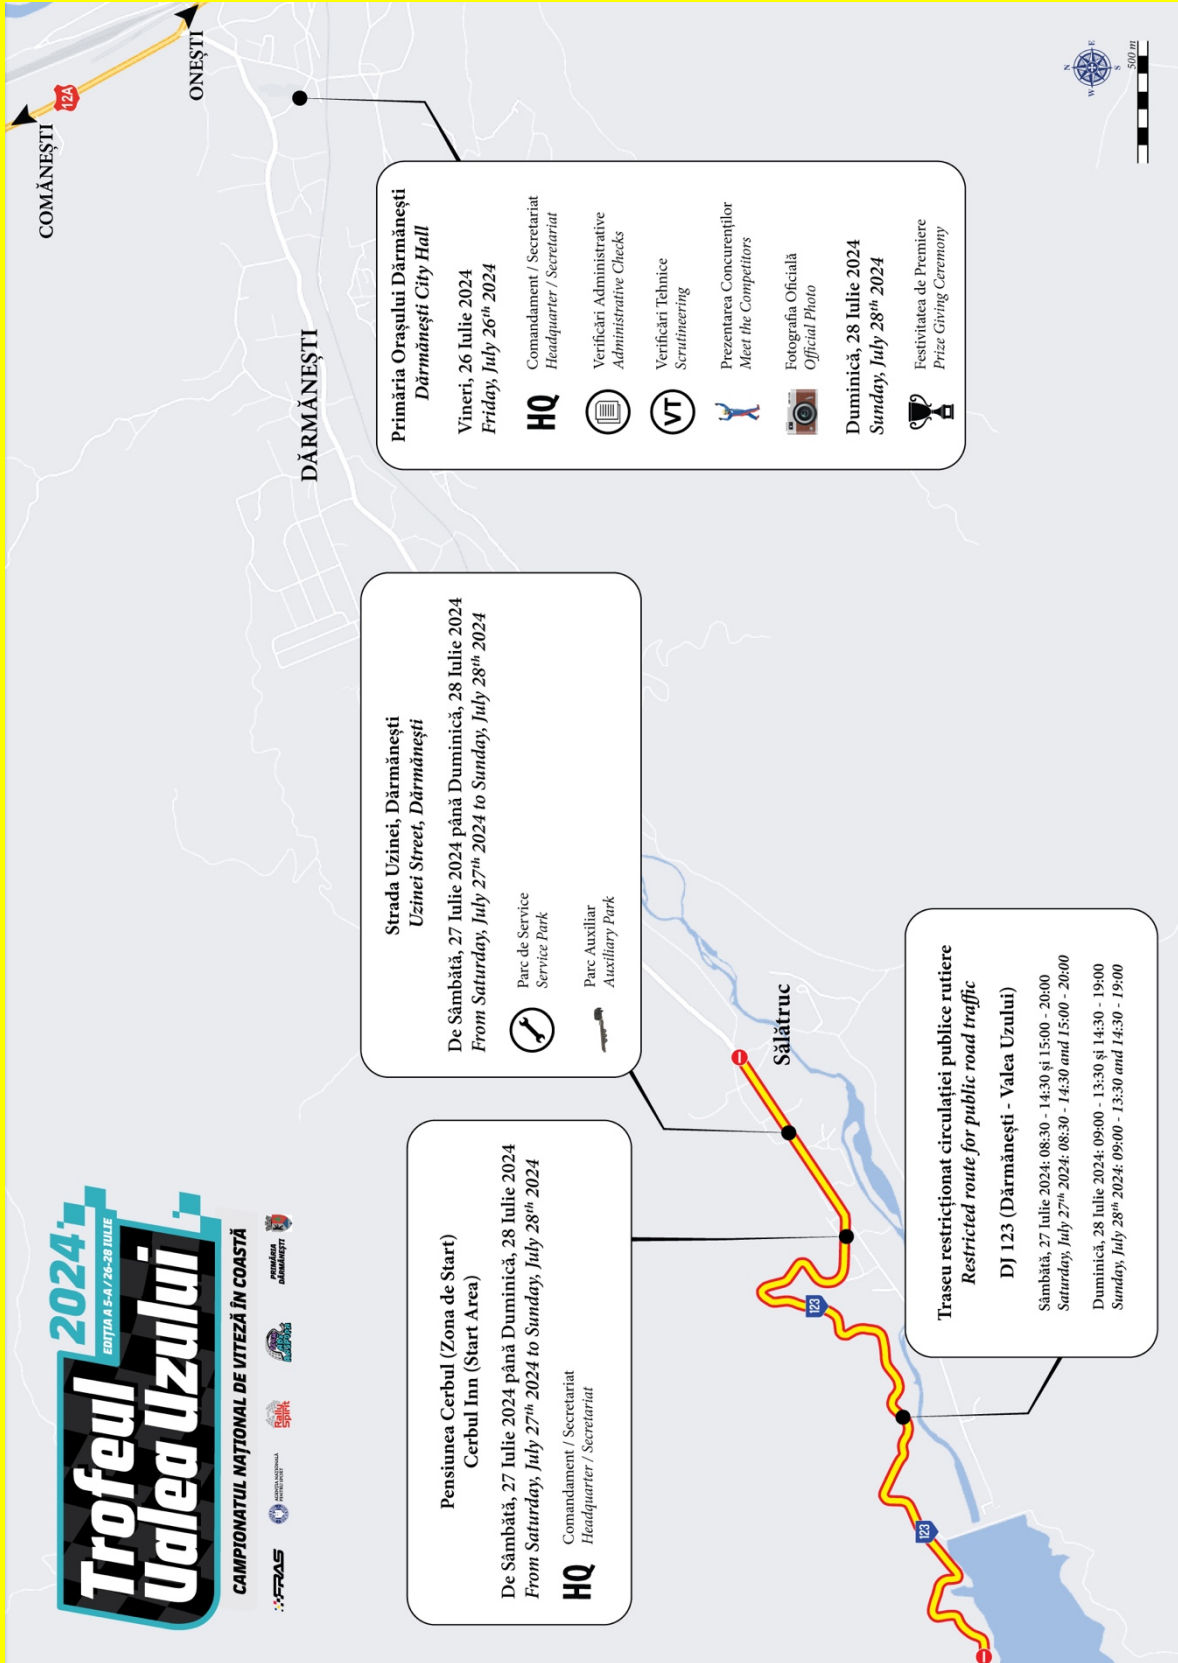 Trofeul
Valea Uzului
2024
EDIȚIA A 5-A / 26-28 IULIE
CAMPIONATUL NAȚIONAL DE VITEZĂ ÎN COASTĂ
FRAS
AGENȚIA NAȚIONALĂ
PENTRU SPORT
Rally
Spirit
PRIMĂRIA
DĂRMĂNEȘTI
COMĂNEȘTI
12A
ONEȘTI
DĂRMĂNEȘTI
Pensiunea Cerbul (Zona de Start)
Cerbul Inn (Start Area)
De Sâmbătă, 27 Iulie 2024 până Duminică, 28 Iulie 2024
From Saturday, July 27th 2024 to Sunday, July 28th 2024
HQ
Comandament / Secretariat
Headquarter / Secretariat
Strada Uzinei, Dărmănești
Uzinei Street, Dărmănești
De Sâmbătă, 27 Iulie 2024 până Duminică, 28 Iulie 2024
From Saturday, July 27th 2024 to Sunday, July 28th 2024
Parc de Service
Service Park
Parc Auxiliar
Auxiliary Park
Primăria Orașului Dărmănești
Dărmănești City Hall
Vineri, 26 Iulie 2024
Friday, July 26th 2024
HQ
Comandament / Secretariat
Headquarter / Secretariat
Verificări Administrative
Administrative Checks
VT
Verificări Tehnice
Scrutineering
Prezentarea Concurenților
Meet the Competitors
Fotografia Oficială
Official Photo
Duminică, 28 Iulie 2024
Sunday, July 28th 2024
Festivitatea de Premiere
Prize Giving Ceremony
Sălătruc
123
123
Traseu restricționat circulației publice rutiere
Restricted route for public road traffic
DJ 123 (Dărmănești - Valea Uzului)
Sâmbătă, 27 Iulie 2024: 08:30 - 14:30 și 15:00 - 20:00
Saturday, July 27th 2024: 08:30 - 14:30 and 15:00 - 20:00
Duminică, 28 Iulie 2024: 09:00 - 13:30 și 14:30 - 19:00
Sunday, July 28th 2024: 09:00 - 13:30 and 14:30 - 19:00
N
E
S
W
500 m